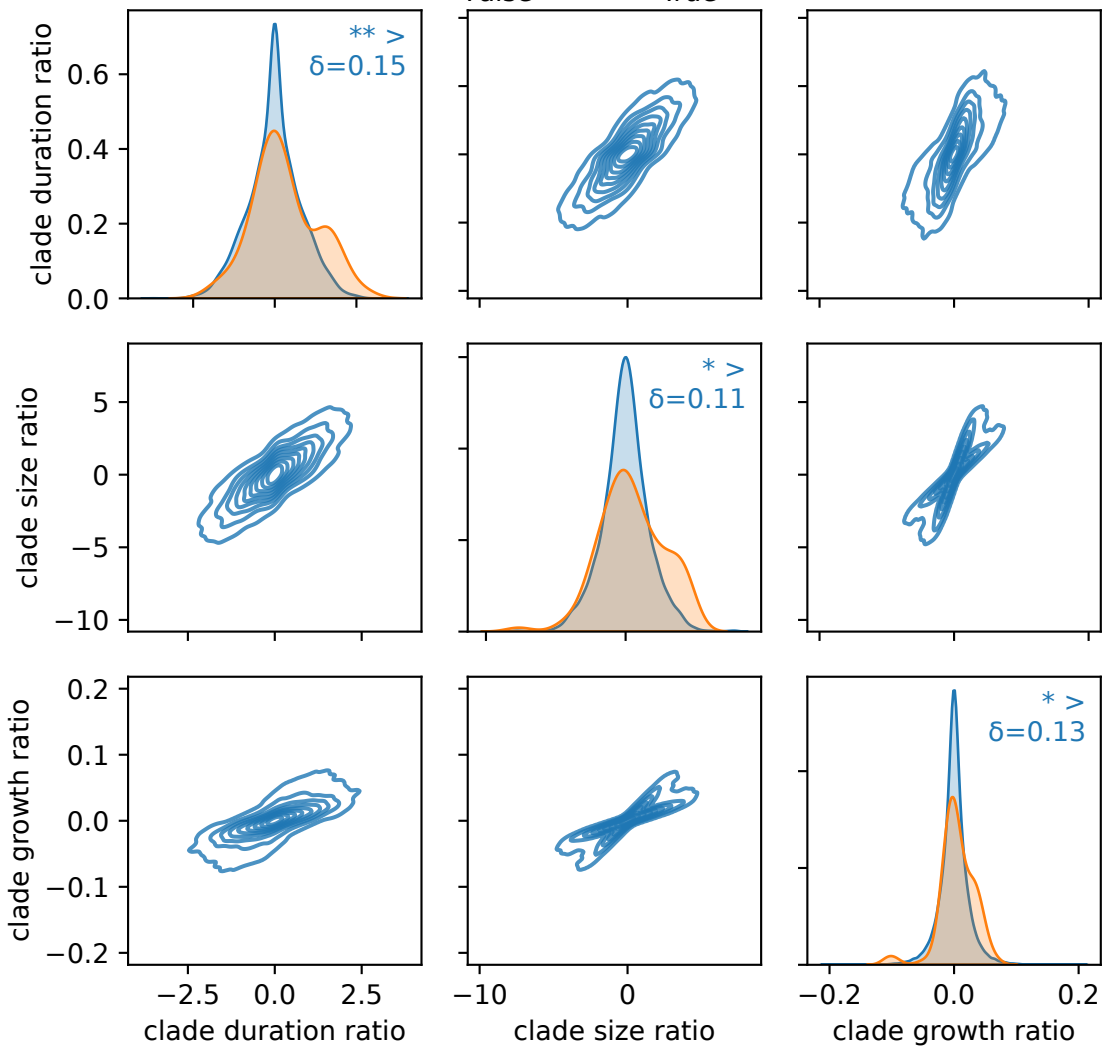 clade duration ratio
0.6
0.4
0.2
0.0
** >
δ=0.15
clade size ratio
5
0
−5
−10
* >
δ=0.11
clade growth ratio
0.2
0.1
0.0
−0.1
−0.2
* >
δ=0.13
−2.5 0.0 2.5
−10 0
−0.2 0.0 0.2
clade duration ratio
clade size ratio
clade growth ratio